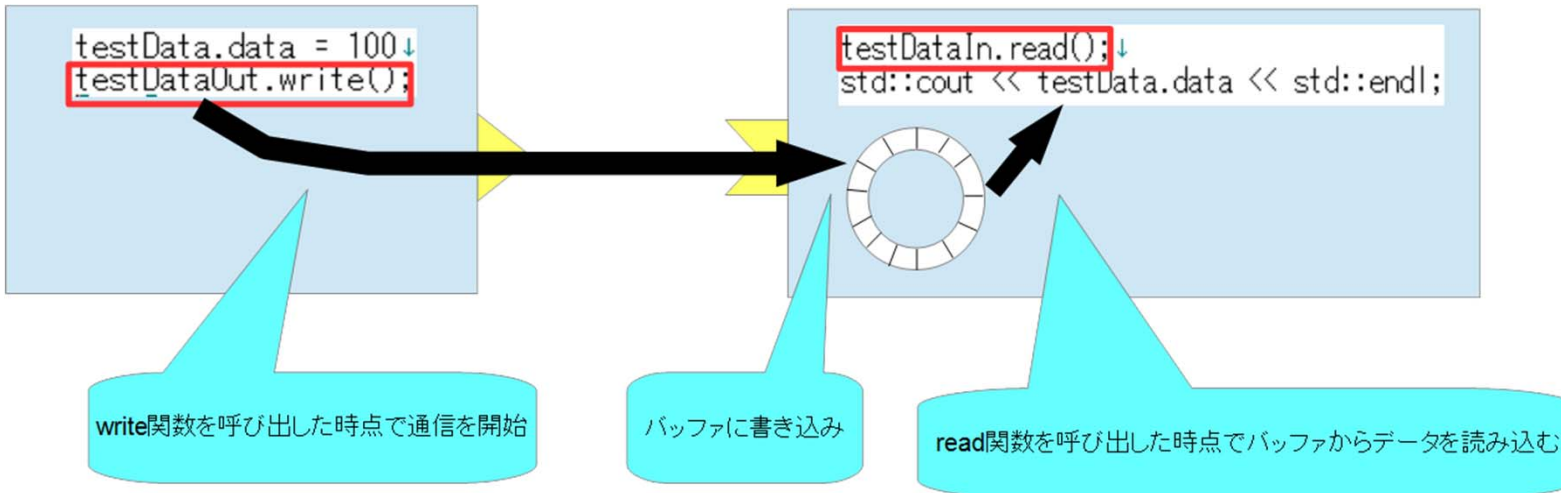 testData.data = 100↓
testDataOut.write();
testDataIn.read();↓
std::cout << testData.data << std::endl;
write関数を呼び出した時点で通信を開始
バッファに書き込み
read関数を呼び出した時点でバッファからデータを読み込む